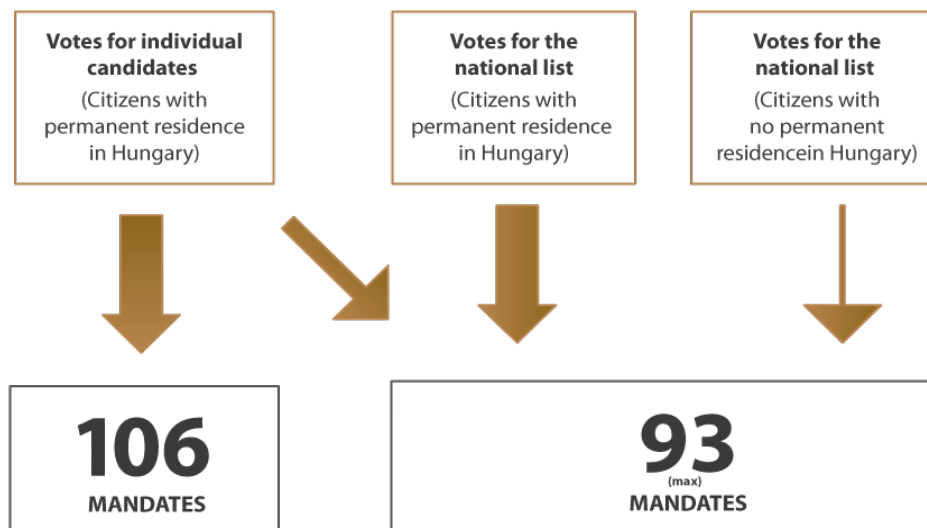 Votes for individual
candidates
(Citizens with
permanent residence
in Hungary)
Votes for the
national list
(Citizens with
permanent residence
in Hungary)
Votes for the
national list
(Citizens with
no permanent
residencein Hungary)
106
MANDATES
93
(max)
MANDATES